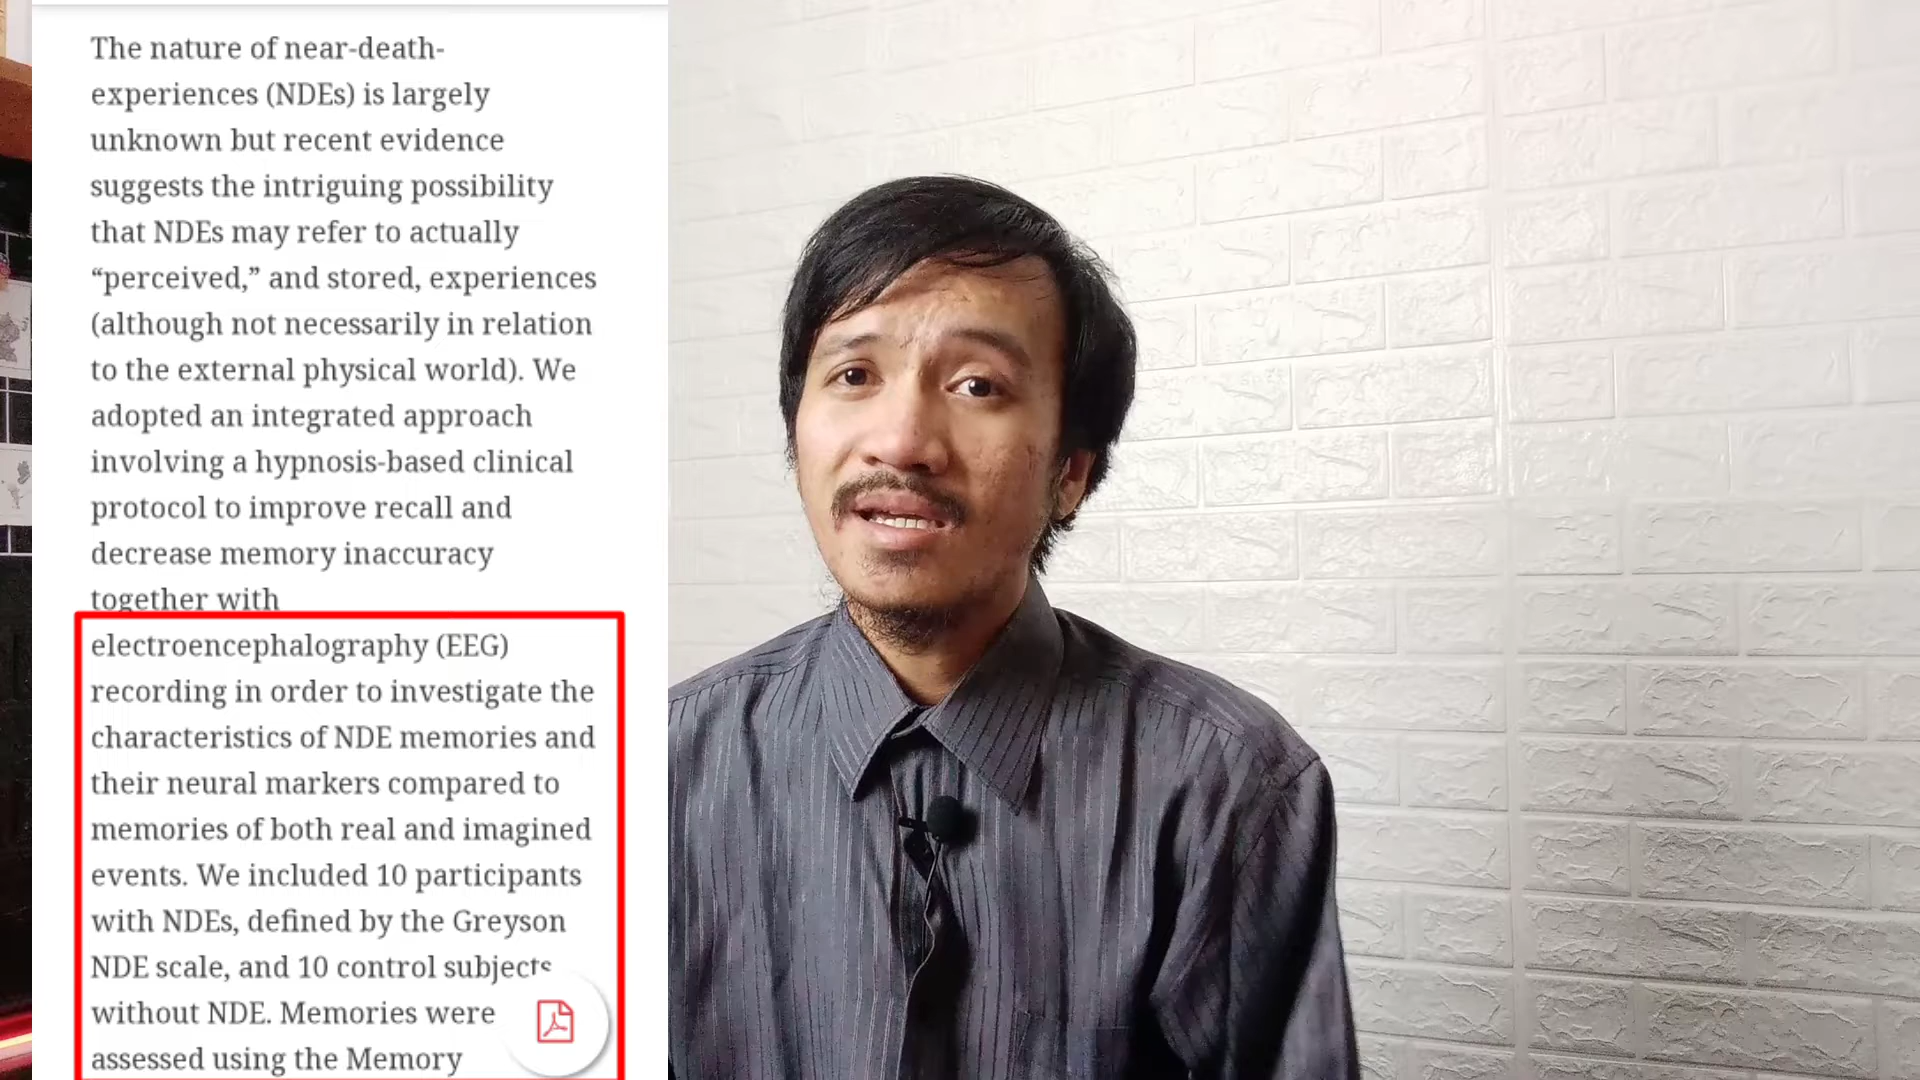 The nature of near-death-
experiences (NDEs) is largely
unknown but recent evidence
suggests the intriguing possibility
that NDEs may refer to actually
“perceived,” and stored, experiences
(although not necessarily in relation
to the external physical world). We
adopted an integrated approach
involving a hypnosis-based clinical
protocol to improve recall and
decrease memory inaccuracy
together with
electroencephalography (EEG)
recording in order to investigate the
characteristics of NDE memories and
their neural markers compared to
memories of both real and imagined
events. We included 10 participants
with NDEs, defined by the Greyson
NDE scale, and 10 control subjects
without NDE. Memories were
assessed using the Memory